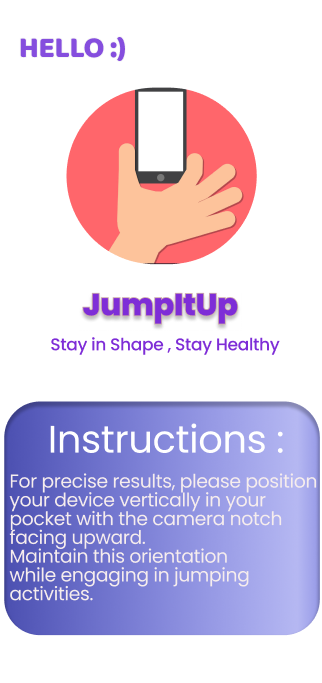 HELLO :)
JumpItUp
Stay in Shape , Stay Healthy
Instructions :
For precise results, please position
your device vertically in your
pocket with the camera notch
facing upward.
Maintain this orientation
while engaging in jumping
activities.